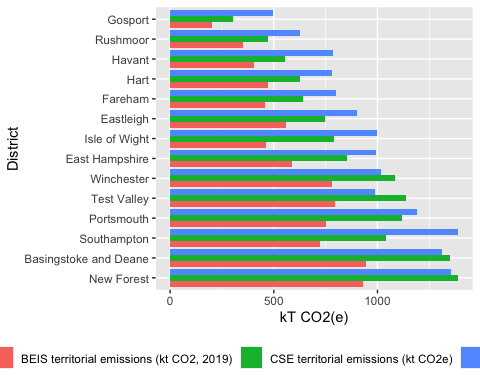 Gosport
Rushmoor
Havant
Hart
Fareham
Eastleigh
Isle of Wight
East Hampshire
Winchester
Test Valley
Portsmouth
Southampton
Basingstoke and Deane
New Forest
District
0 500 1000
kT CO2(e)
BEIS territorial emissions (kt CO2, 2019) CSE territorial emissions (kt CO2e)